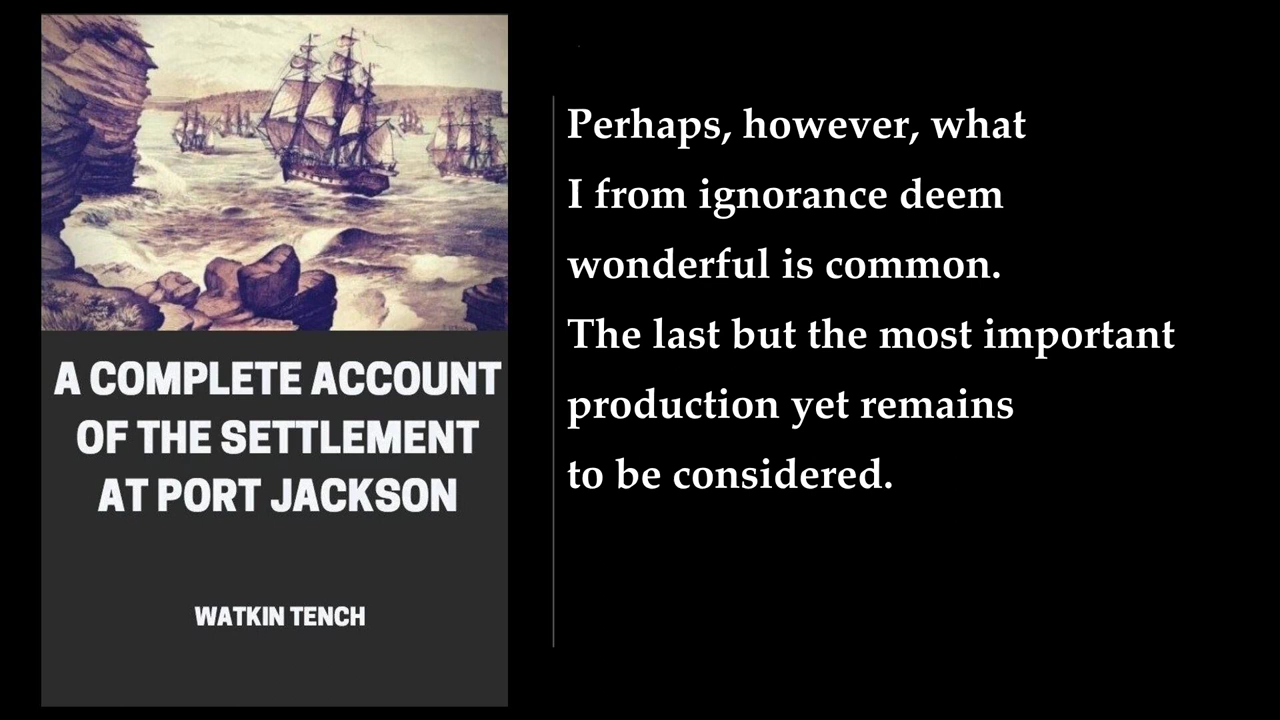 A COMPLETE ACCOUNT
OF THE SETTLEMENT
AT PORT JACKSON
WATKIN TENCH
Perhaps, however, what
I from ignorance deem
wonderful is common.
The last but the most important
production yet remains
to be considered.